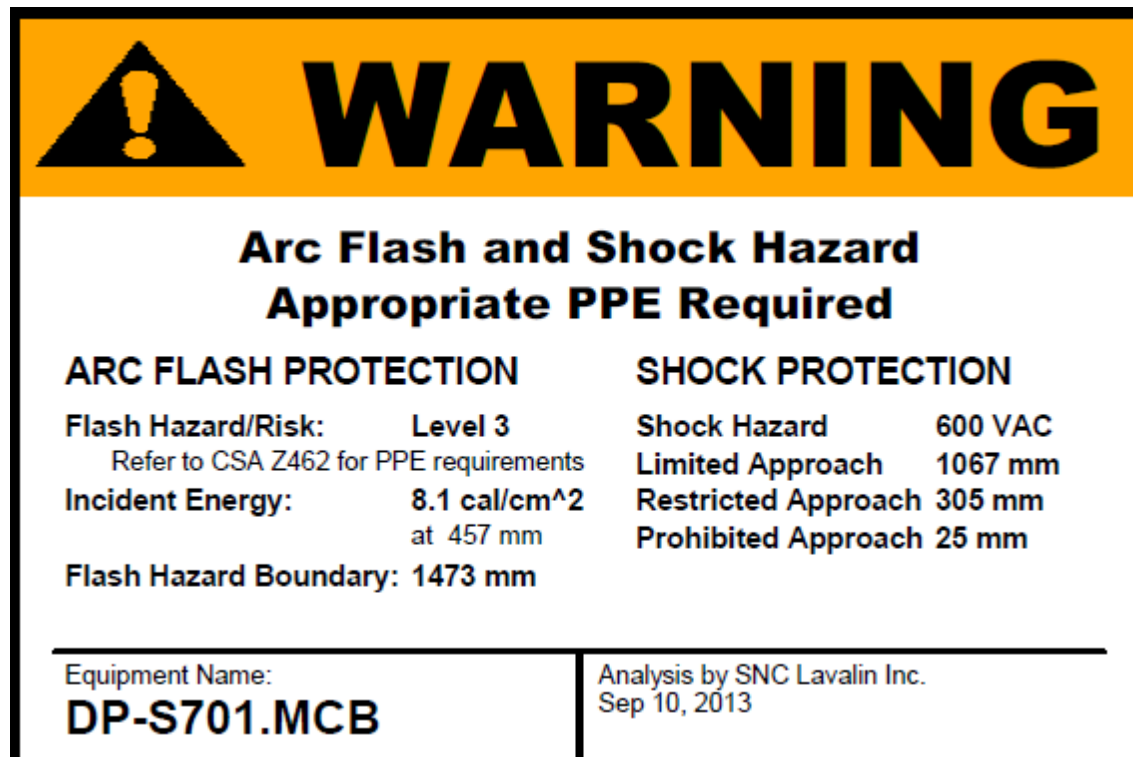 WARNING
Arc Flash and Shock Hazard
Appropriate PPE Required
ARC FLASH PROTECTION
Flash Hazard/Risk: Level 3
Refer to CSA Z462 for PPE requirements
Incident Energy: 8.1 cal/cm^2
at 457 mm
Flash Hazard Boundary: 1473 mm
SHOCK PROTECTION
Shock Hazard 600 VAC
Limited Approach 1067 mm
Restricted Approach 305 mm
Prohibited Approach 25 mm
Equipment Name:
DP-S701.MCB
Analysis by SNC Lavalin Inc.
Sep 10, 2013